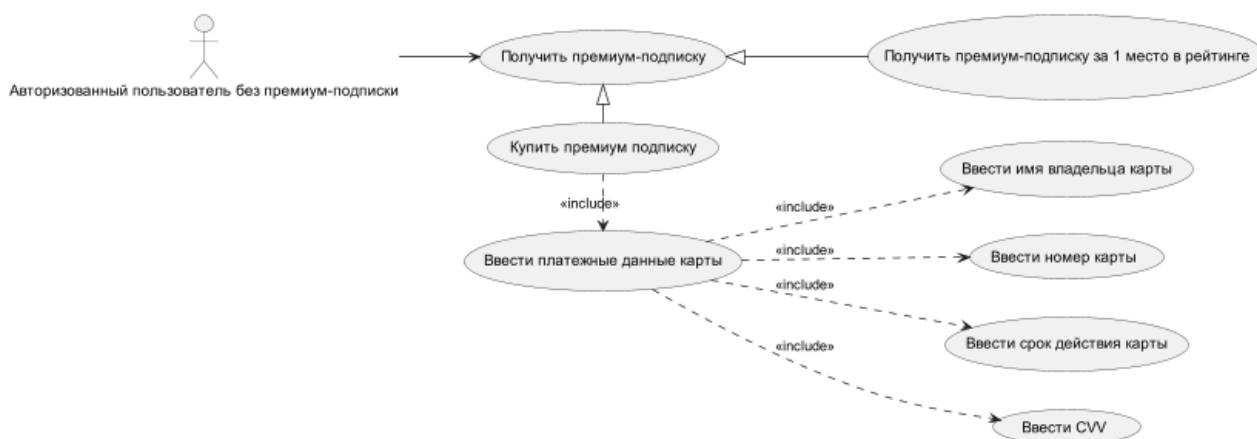 Авторизованный пользователь без премиум-подписки
Получить премиум-подписку
Получить премиум-подписку за 1 место в рейтинге
Купить премиум подписку
«include»
Ввести платежные данные карты
«include»
Ввести имя владельца карты
«include»
Ввести номер карты
«include»
Ввести срок действия карты
«include»
Ввести CVV